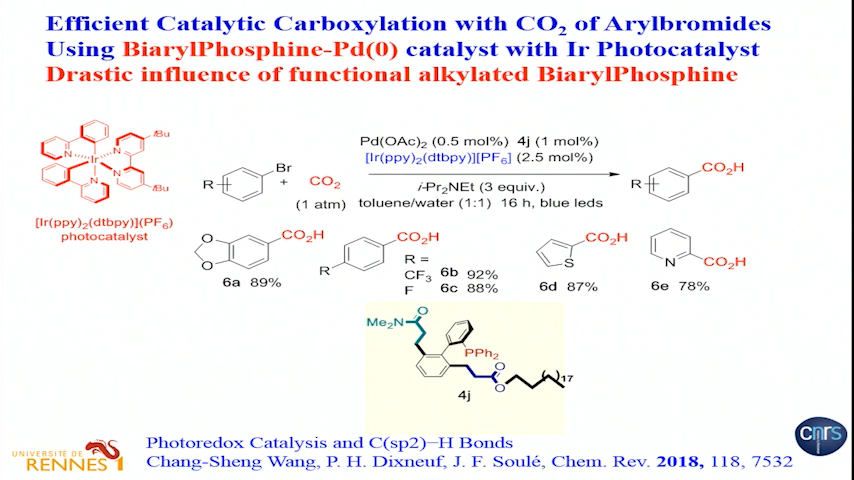 Efficient Catalytic Carboxylation with CO2 of Arylbromides
Using BiarylPhosphine-Pd(0) catalyst with Ir Photocatalyst
Drastic influence of functional alkylated BiarylPhosphine
tBu
N
N
Ir
N
N
tBu
[Ir(ppy)2(dtbpy)](PF6)
photocatalyst
R
Br
+
CO2
(1 atm)
Pd(OAc)2 (0.5 mol%) 4j (1 mol%)
[Ir(ppy)2(dtbpy)][PF6] (2.5 mol%)
i-Pr2NEt (3 equiv.)
toluene/water (1:1) 16 h, blue leds
R
CO2H
O
O
CO2H
6a 89%
R
CO2H
R =
CF3 6b 92%
F 6c 88%
S
CO2H
6d 87%
N
CO2H
6e 78%
Me2N
O
PPh2
O
O
( )17
4j
UNIVERSITÉ DE
RENNES 1
Photoredox Catalysis and C(sp2)−H Bonds
Chang-Sheng Wang, P. H. Dixneuf, J. F. Soulé, Chem. Rev. 2018, 118, 7532
cnrs